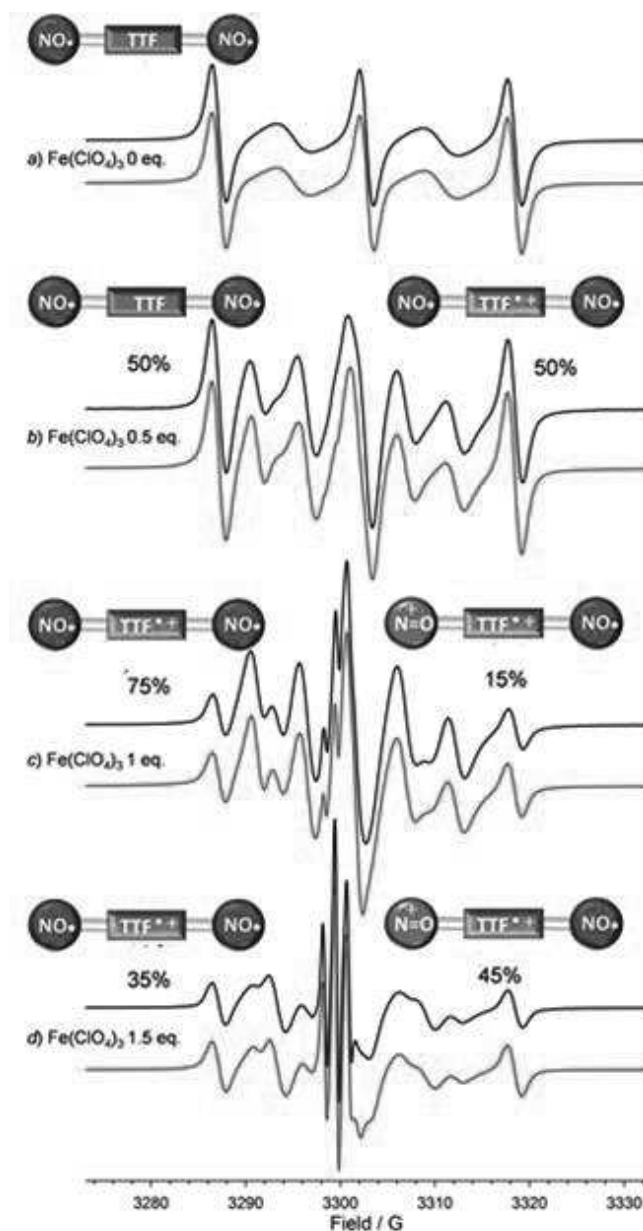 NO• TTF NO•
a) Fe(ClO4)3 0 eq.
NO• TTF NO• NO• TTF•+ NO•
50% 50%
b) Fe(ClO4)3 0.5 eq.
NO• TTF•+ NO• N+=O TTF•+ NO•
75% 15%
c) Fe(ClO4)3 1 eq.
NO• TTF•+ NO• N+=O TTF•+ NO•
35% 45%
d) Fe(ClO4)3 1.5 eq.
3280 3290 3300 3310 3320 3330
Field / G